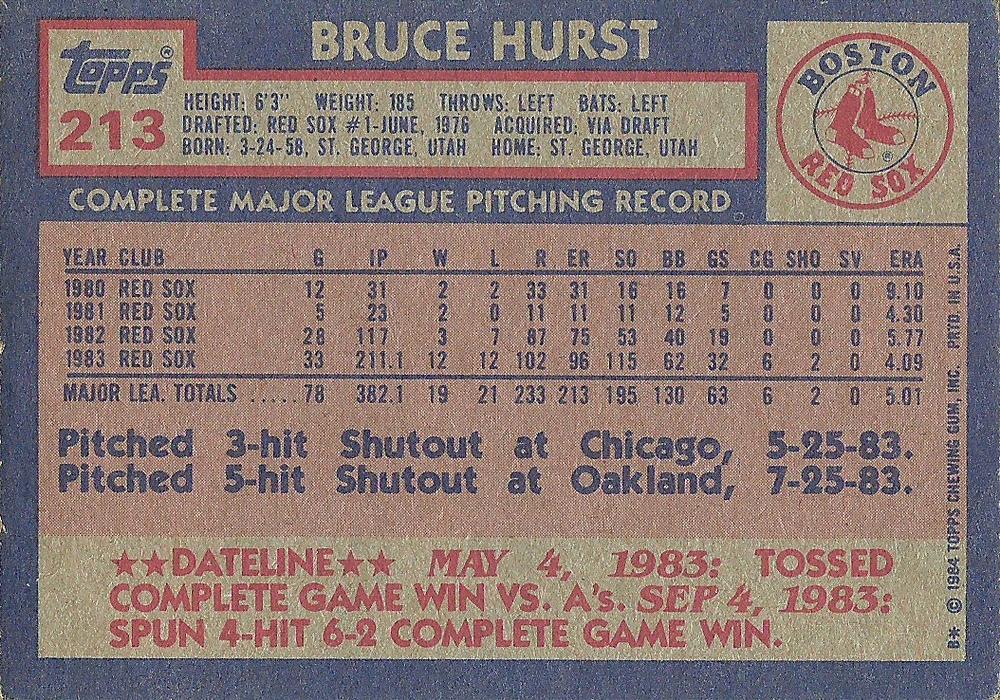 BRUCE HURST
Topps®
213
HEIGHT: 6'3" WEIGHT: 185 THROWS: LEFT BATS: LEFT
DRAFTED: RED SOX #1-JUNE, 1976 ACQUIRED: VIA DRAFT
BORN: 3-24-58, ST. GEORGE, UTAH HOME: ST. GEORGE, UTAH
BOSTON
RED SOX
®
COMPLETE MAJOR LEAGUE PITCHING RECORD
YEAR CLUB G IP W L R ER SO BB GS CG SHO SV ERA
1980 RED SOX 12 31 2 2 33 31 16 16 7 0 0 0 9.10
1981 RED SOX 5 23 2 0 11 11 11 12 5 0 0 0 4.30
1982 RED SOX 28 117 3 7 87 75 53 40 19 0 0 0 5.77
1983 RED SOX 33 211.1 12 12 102 96 115 62 32 6 2 0 4.09
MAJOR LEA. TOTALS .....78 382.1 19 21 233 213 195 130 63 6 2 0 5.01
Pitched 3-hit Shutout at Chicago, 5-25-83.
Pitched 5-hit Shutout at Oakland, 7-25-83.
★★DATELINE★★ MAY 4, 1983: TOSSED
COMPLETE GAME WIN VS. A's. SEP 4, 1983:
SPUN 4-HIT 6-2 COMPLETE GAME WIN.
B* © 1984 TOPPS CHEWING GUM, INC. PRTD. IN U.S.A.